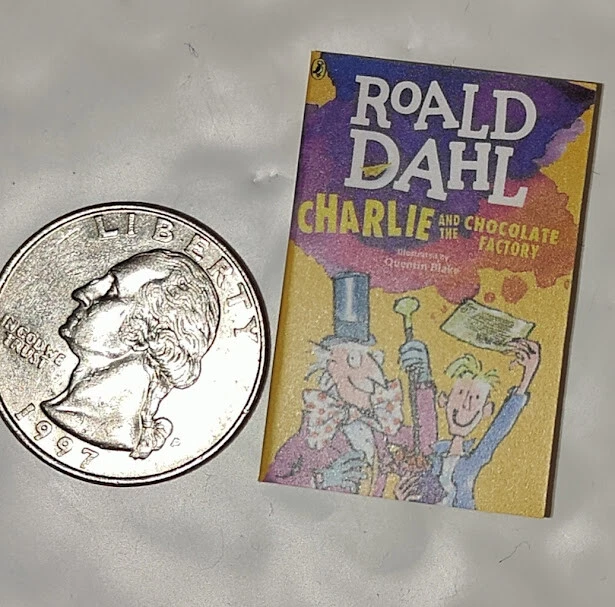 LIBERTY
IN GOD WE
TRUST
1997
P
ROALD
DAHL
CHARLIE AND THE CHOCOLATE
FACTORY
Illustrated by
Quentin Blake